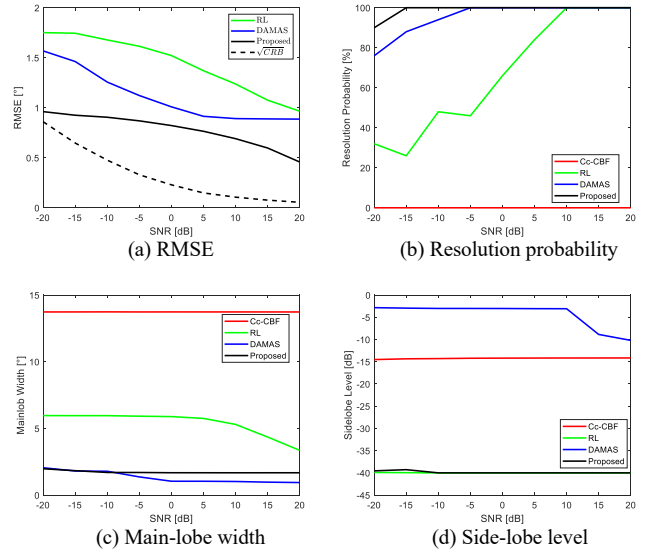 2
1.5
1
0.5
0
RMSE [°]
RL
DAMAS
Proposed
√CRB
-20 -15 -10 -5 0 5 10 15 20
SNR [dB]
(a) RMSE
100
80
60
40
20
0
Resolution Probability [%]
Cc-CBF
RL
DAMAS
Proposed
-20 -15 -10 -5 0 5 10 15 20
SNR [dB]
(b) Resolution probability
15
10
5
0
Mainlob Width [°]
Cc-CBF
RL
DAMAS
Proposed
-20 -15 -10 -5 0 5 10 15 20
SNR [dB]
(c) Main-lobe width
0
-5
-10
-15
-20
-25
-30
-35
-40
-45
Sidelobe Level [dB]
Cc-CBF
RL
DAMAS
Proposed
-20 -15 -10 -5 0 5 10 15 20
SNR [dB]
(d) Side-lobe level